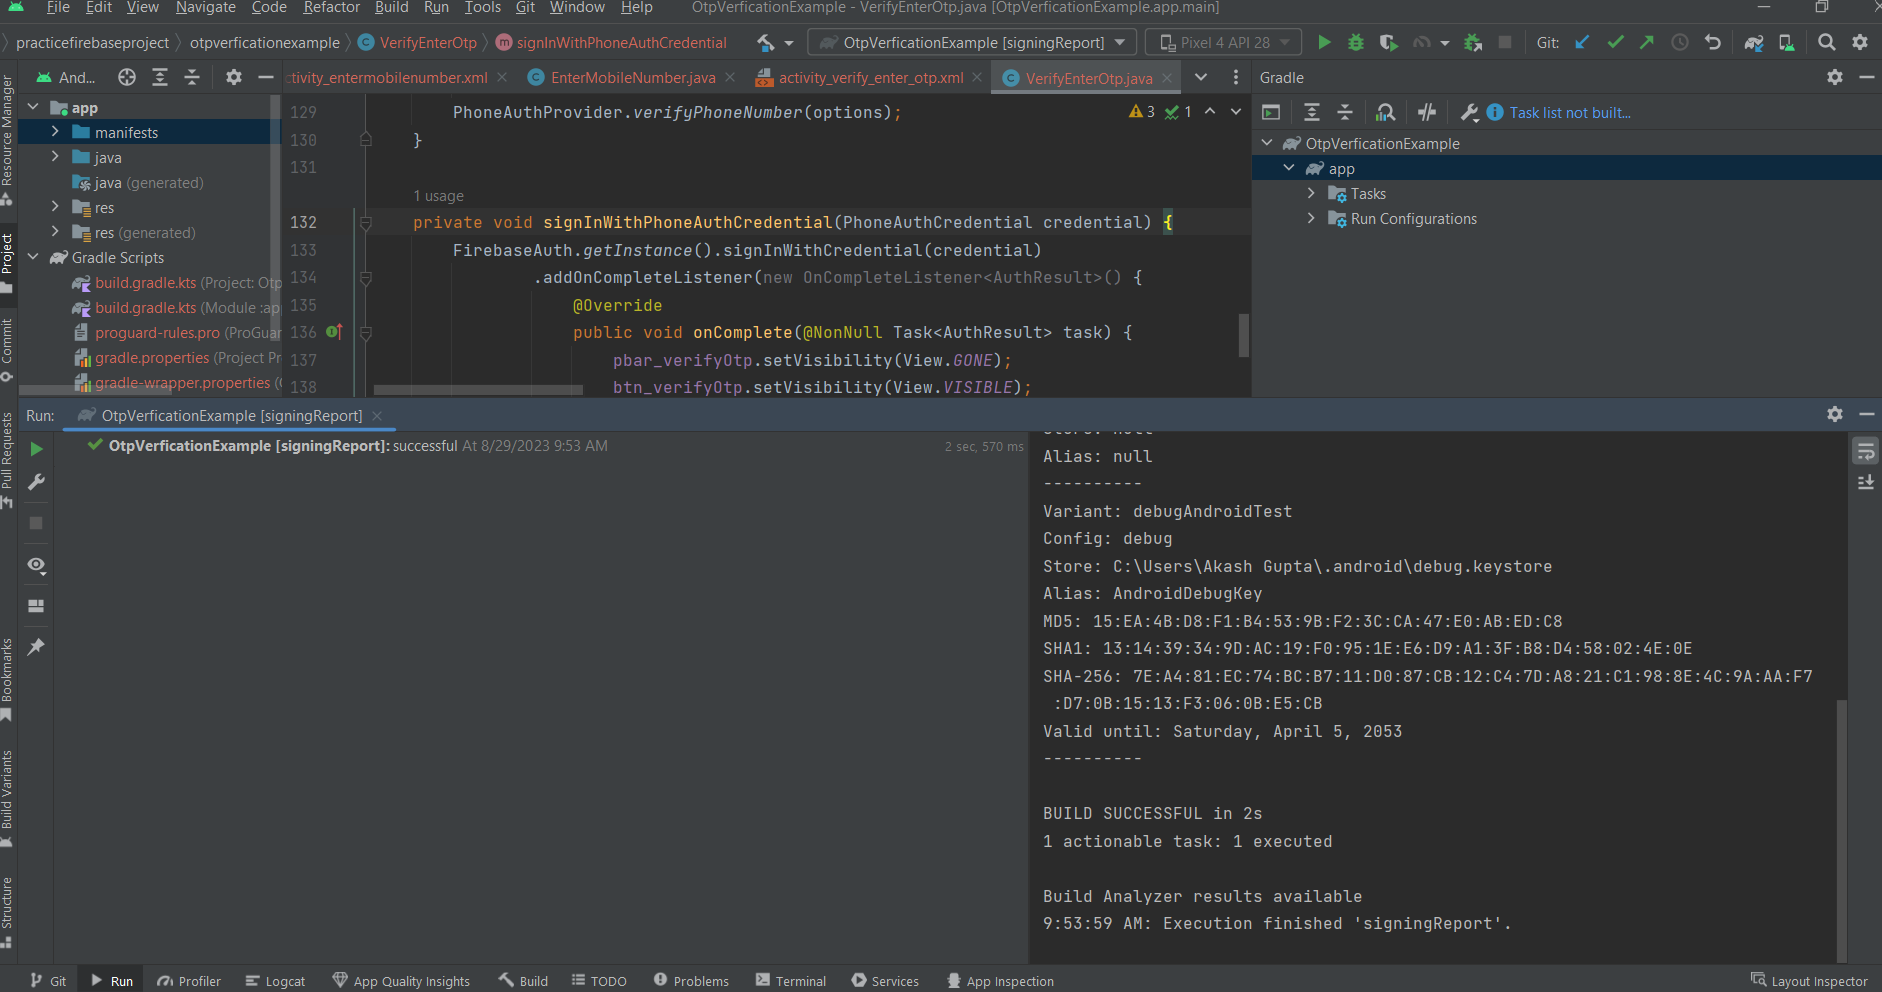 File Edit View Navigate Code Refactor Build Run Tools Git Window Help OtpVerficationExample - VerifyEnterOtp.java [OtpVerficationExample.app.main]
practicefirebaseproject otpverficationexample VerifyEnterOtp signInWithPhoneAuthCredential OtpVerficationExample [signingReport] Pixel 4 API 28 Git:
And... ctivity_entermobilenumber.xml EnterMobileNumber.java activity_verify_enter_otp.xml VerifyEnterOtp.java
Gradle
Task list not built...
OtpVerficationExample
app
Tasks
Run Configurations
Resource Manager
Project
Commit
Pull Requests
Bookmarks
Build Variants
Structure
app
manifests
java
java (generated)
res
res (generated)
Gradle Scripts
build.gradle.kts (Project: Otp
build.gradle.kts (Module :app
proguard-rules.pro (ProGuar
gradle.properties (Project Pr
gradle-wrapper.properties (G
3 1
129 PhoneAuthProvider.verifyPhoneNumber(options);
130 }
131
1 usage
132 private void signInWithPhoneAuthCredential(PhoneAuthCredential credential) {
133 FirebaseAuth.getInstance().signInWithCredential(credential)
134 .addOnCompleteListener(new OnCompleteListener<AuthResult>() {
135 @Override
136 public void onComplete(@NonNull Task<AuthResult> task) {
137 pbar_verifyOtp.setVisibility(View.GONE);
138 btn_verifyOtp.setVisibility(View.VISIBLE);
Run: OtpVerficationExample [signingReport]
OtpVerficationExample [signingReport]: successful At 8/29/2023 9:53 AM 2 sec, 570 ms
Store: null
Alias: null
----------
Variant: debugAndroidTest
Config: debug
Store: C:\Users\Akash Gupta\.android\debug.keystore
Alias: AndroidDebugKey
MD5: 15:EA:4B:D8:F1:B4:53:9B:F2:3C:CA:47:E0:AB:ED:C8
SHA1: 13:14:39:34:9D:AC:19:F0:95:1E:E6:D9:A1:3F:B8:D4:58:02:4E:0E
SHA-256: 7E:A4:81:EC:74:BC:B7:11:D0:87:CB:12:C4:7D:A8:21:C1:98:8E:4C:9A:AA:F7
:D7:0B:15:13:F3:06:0B:E5:CB
Valid until: Saturday, April 5, 2053
----------
BUILD SUCCESSFUL in 2s
1 actionable task: 1 executed
Build Analyzer results available
9:53:59 AM: Execution finished 'signingReport'.
Git Run Profiler Logcat App Quality Insights Build TODO Problems Terminal Services App Inspection Layout Inspector